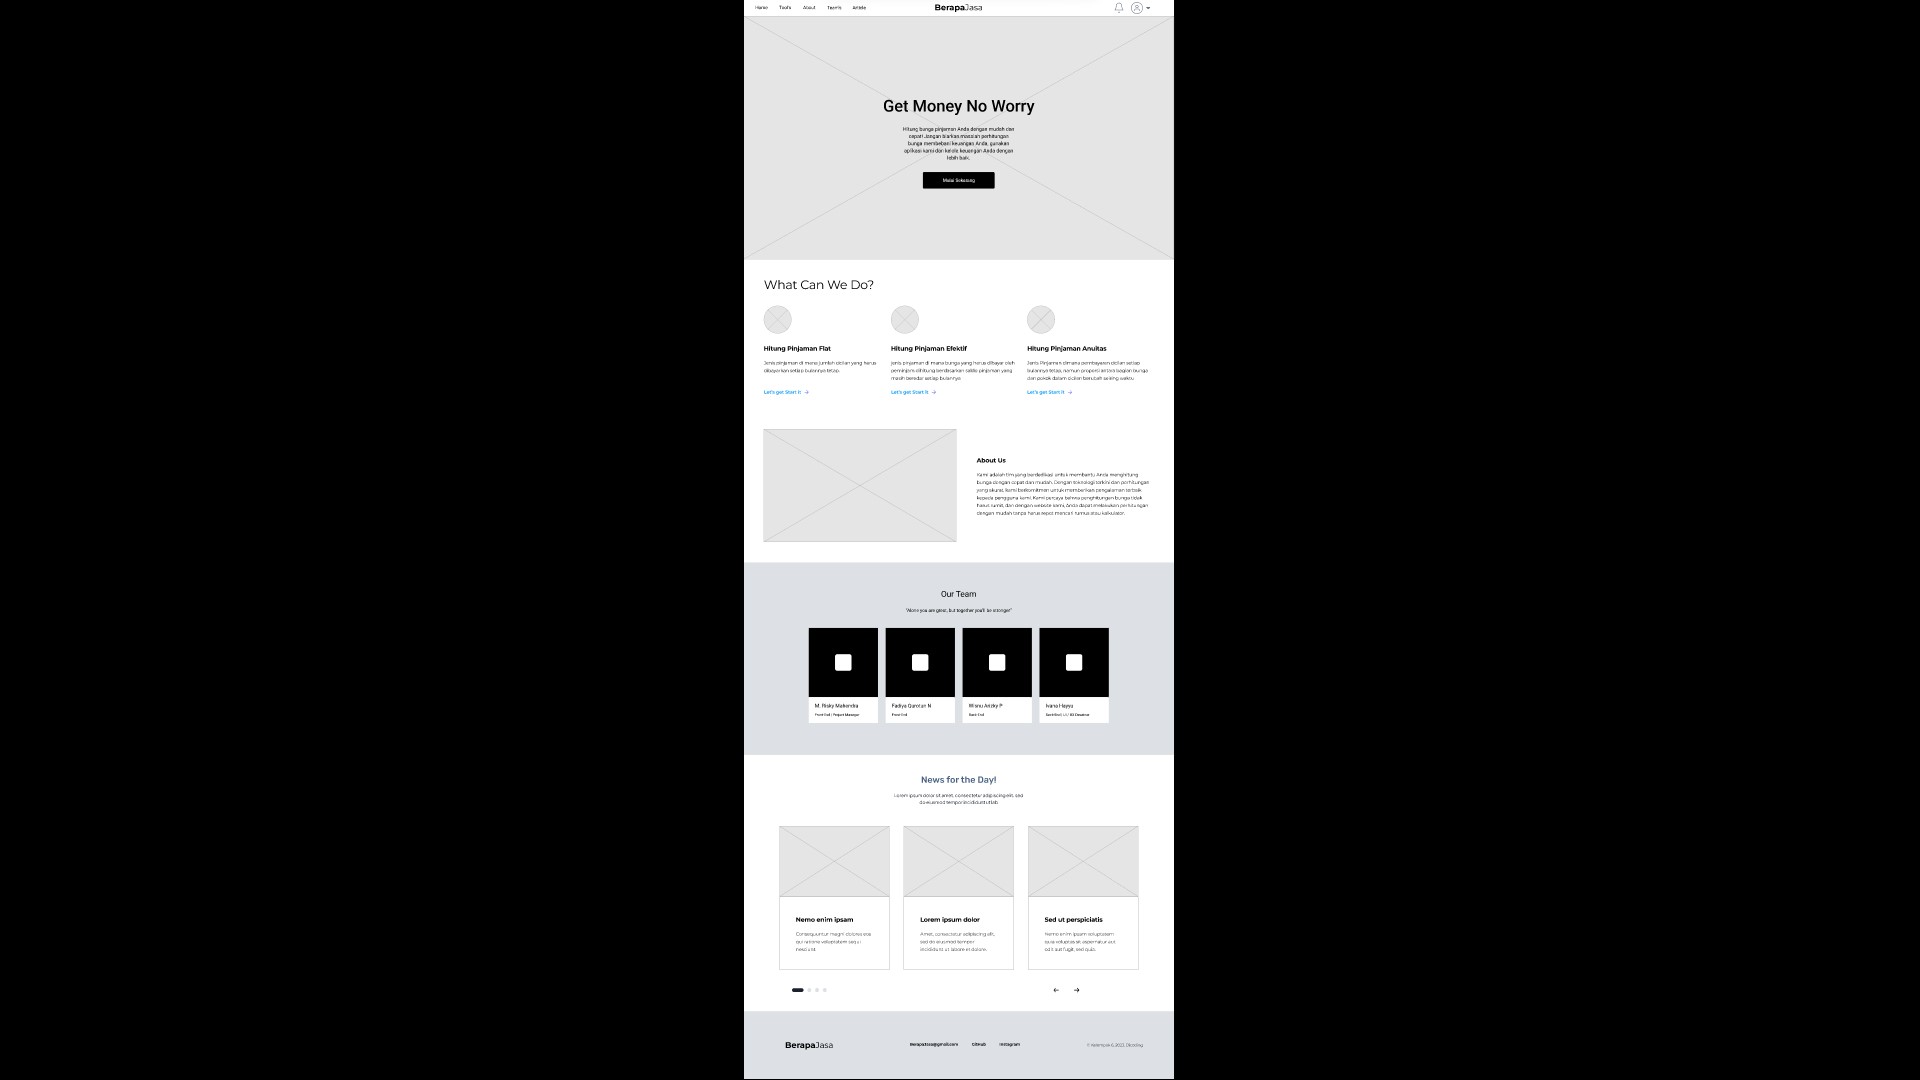 Home Tools About Team's Article
BerapaJasa
Get Money No Worry
Hitung bunga pinjaman Anda dengan mudah dan
cepat! Jangan biarkan masalah perhitungan
bunga membebani keuangan Anda, gunakan
aplikasi kami dan kelola keuangan Anda dengan
lebih baik.
Mulai Sekarang
What Can We Do?
Hitung Pinjaman Flat
Jenis pinjaman di mana jumlah cicilan yang harus
dibayarkan setiap bulannya tetap.
Let's get Start it
Hitung Pinjaman Efektif
jenis pinjaman di mana bunga yang harus dibayar oleh
peminjam dihitung berdasarkan saldo pinjaman yang
masih beredar setiap bulannya
Let's get Start it
Hitung Pinjaman Anuitas
Jenis Pinjaman dimana pembayaran cicilan setiap
bulannya tetap, namun proporsi antara bagian bunga
dan pokok dalam cicilan berubah seiring waktu
Let's get Start it
About Us
Kami adalah tim yang berdedikasi untuk membantu Anda menghitung
bunga dengan cepat dan mudah. Dengan teknologi terkini dan perhitungan
yang akurat, kami berkomitmen untuk memberikan pengalaman terbaik
kepada pengguna kami. Kami percaya bahwa penghitungan bunga tidak
harus rumit, dan dengan website kami, Anda dapat melakukan perhitungan
dengan mudah tanpa harus repot mencari rumus atau kalkulator.
Our Team
"Alone you are great, but together you'll be stronger"
M. Risky Mahendra
Front End | Project Manager
Fadiya Qurotun N
Front End
Wisnu Andky P
Back End
Ivana Hayyu
News for the Day!
Lorem ipsum dolor sit amet, consectetur adipiscing elit, sed
do eiusmod tempor incididunt ut lab
Nemo enim ipsam
Consequuntur magni dolores eos
qui ratione voluptatem sequi
nesciunt.
Lorem ipsum dolor
Amet, consectetur adipiscing elit,
sed do eiusmod tempor
incididunt ut labore et dolore.
Sed ut perspiciatis
Nemo enim ipsam voluptatem
quia voluptas sit aspernatur aut
odit aut fugit, sed quia.
BerapaJasa
BerapaJasa@gmail.com GitHub Instagram
© Kelompok 6, 2023, Dicoding